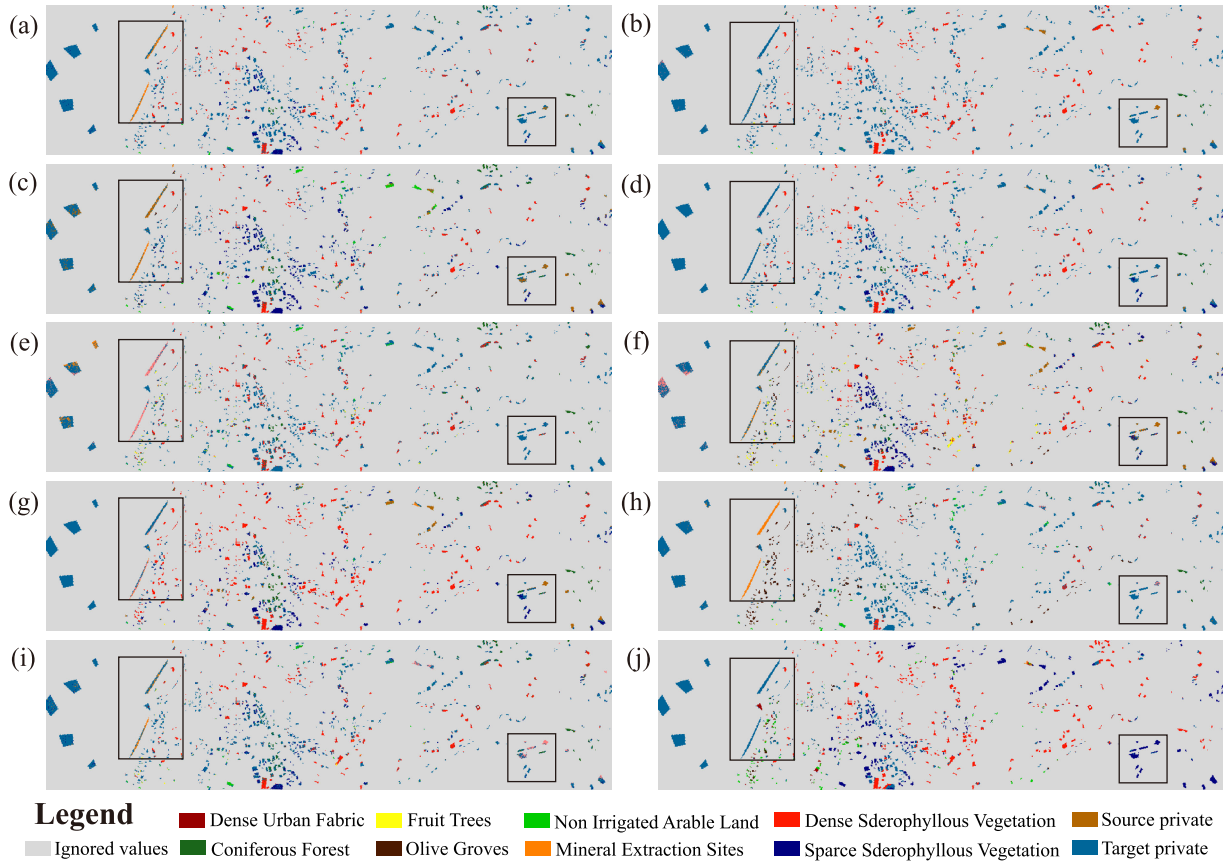 (a) (b)
(c) (d)
(e) (f)
(g) (h)
(i) (j)
Legend
Dense Urban Fabric Fruit Trees Non Irrigated Arable Land Dense Sderophyllous Vegetation Source private
Ignored values Coniferous Forest Olive Groves Mineral Extraction Sites Sparce Sderophyllous Vegetation Target private